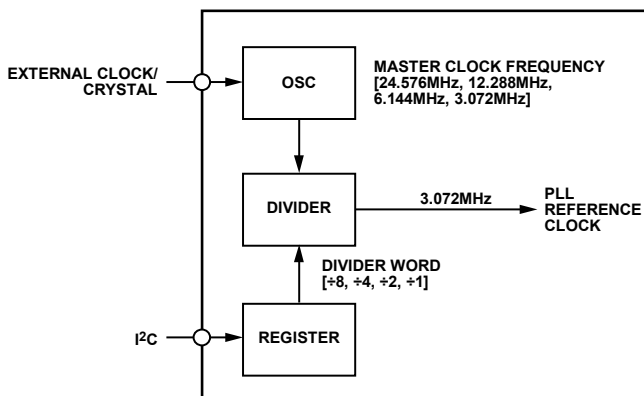 EXTERNAL CLOCK/
CRYSTAL
OSC
MASTER CLOCK FREQUENCY
[24.576MHz, 12.288MHz,
6.144MHz, 3.072MHz]
DIVIDER
3.072MHz
PLL
REFERENCE
CLOCK
DIVIDER WORD
[÷8, ÷4, ÷2, ÷1]
I²C
REGISTER